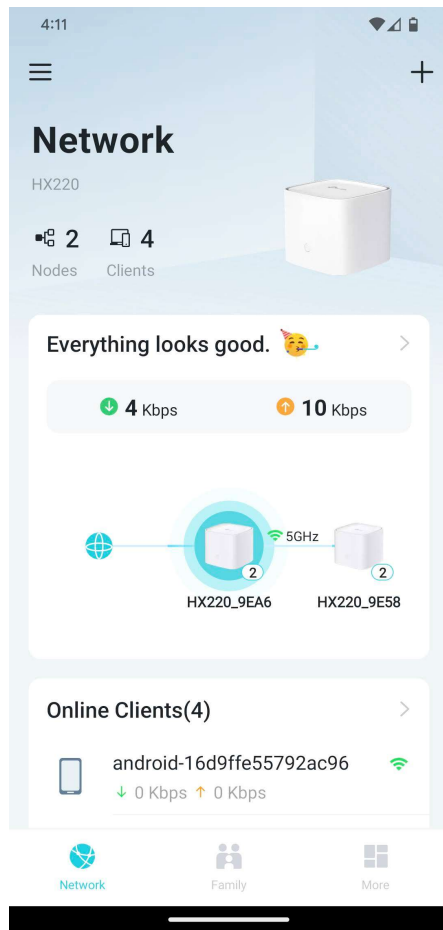 4:11
Network
HX220
2 4
Nodes Clients
Everything looks good.
4 Kbps 10 Kbps
5GHz
2 2
HX220_9EA6 HX220_9E58
Online Clients(4)
android-16d9ffe55792ac96
0 Kbps 0 Kbps
Network Family More